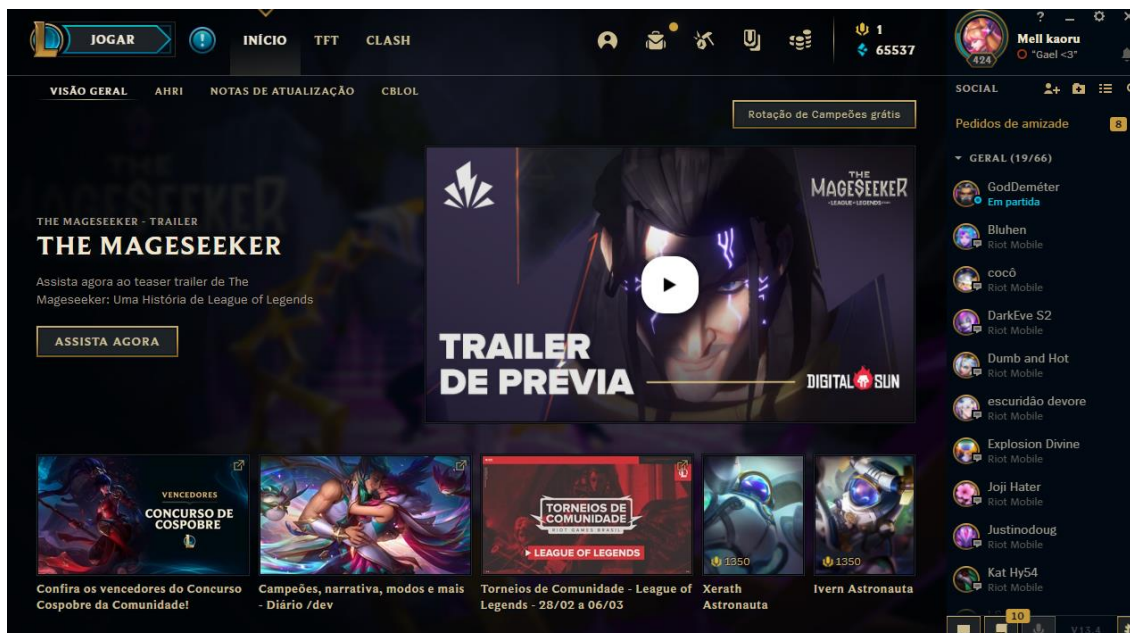 JOGAR
INÍCIO
TFT
CLASH
1
65537
?
Mell kaoru
424
"Gael <3"
VISÃO GERAL
AHRI
NOTAS DE ATUALIZAÇÃO
CBLOL
Rotação de Campeões grátis
THE MAGESEEKER - TRAILER
THE MAGESEEKER
Assista agora ao teaser trailer de The
Mageseeker: Uma História de League of Legends
ASSISTA AGORA
THE
MAGESEEKER
LEAGUE OF LEGENDS
TRAILER
DE PRÉVIA
DIGITAL SUN
VENCEDORES
CONCURSO DE
COSPOBRE
Confira os vencedores do Concurso
Cospobre da Comunidade!
Campeões, narrativa, modos e mais
- Diário /dev
TORNEIOS DE
COMUNIDADE
RIOT GAMES BRASIL
LEAGUE OF LEGENDS
Torneios de Comunidade - League of
Legends - 28/02 a 06/03
1350
Xerath
Astronauta
1350
Ivern Astronauta
SOCIAL
Pedidos de amizade
8
GERAL (19/66)
GodDeméter
Em partida
Bluhen
Riot Mobile
cocô
Riot Mobile
DarkEve S2
Riot Mobile
Dumb and Hot
Riot Mobile
escuridão devore
Riot Mobile
Explosion Divine
Riot Mobile
Joji Hater
Riot Mobile
Justinodoug
Riot Mobile
Kat Hy54
Riot Mobile
10
V13.4